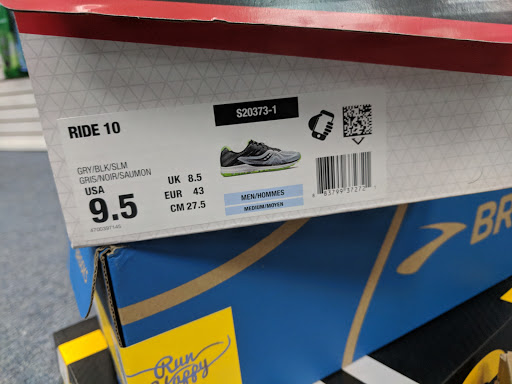 RIDE 10
S20373-1
GRY/BLK/SLM
GRIS/NOIR/SAUMON
USA
9.5
UK 8.5
EUR 43
CM 27.5
MEN/HOMMES
MEDIUM/MOYEN
BR
Run
Happy